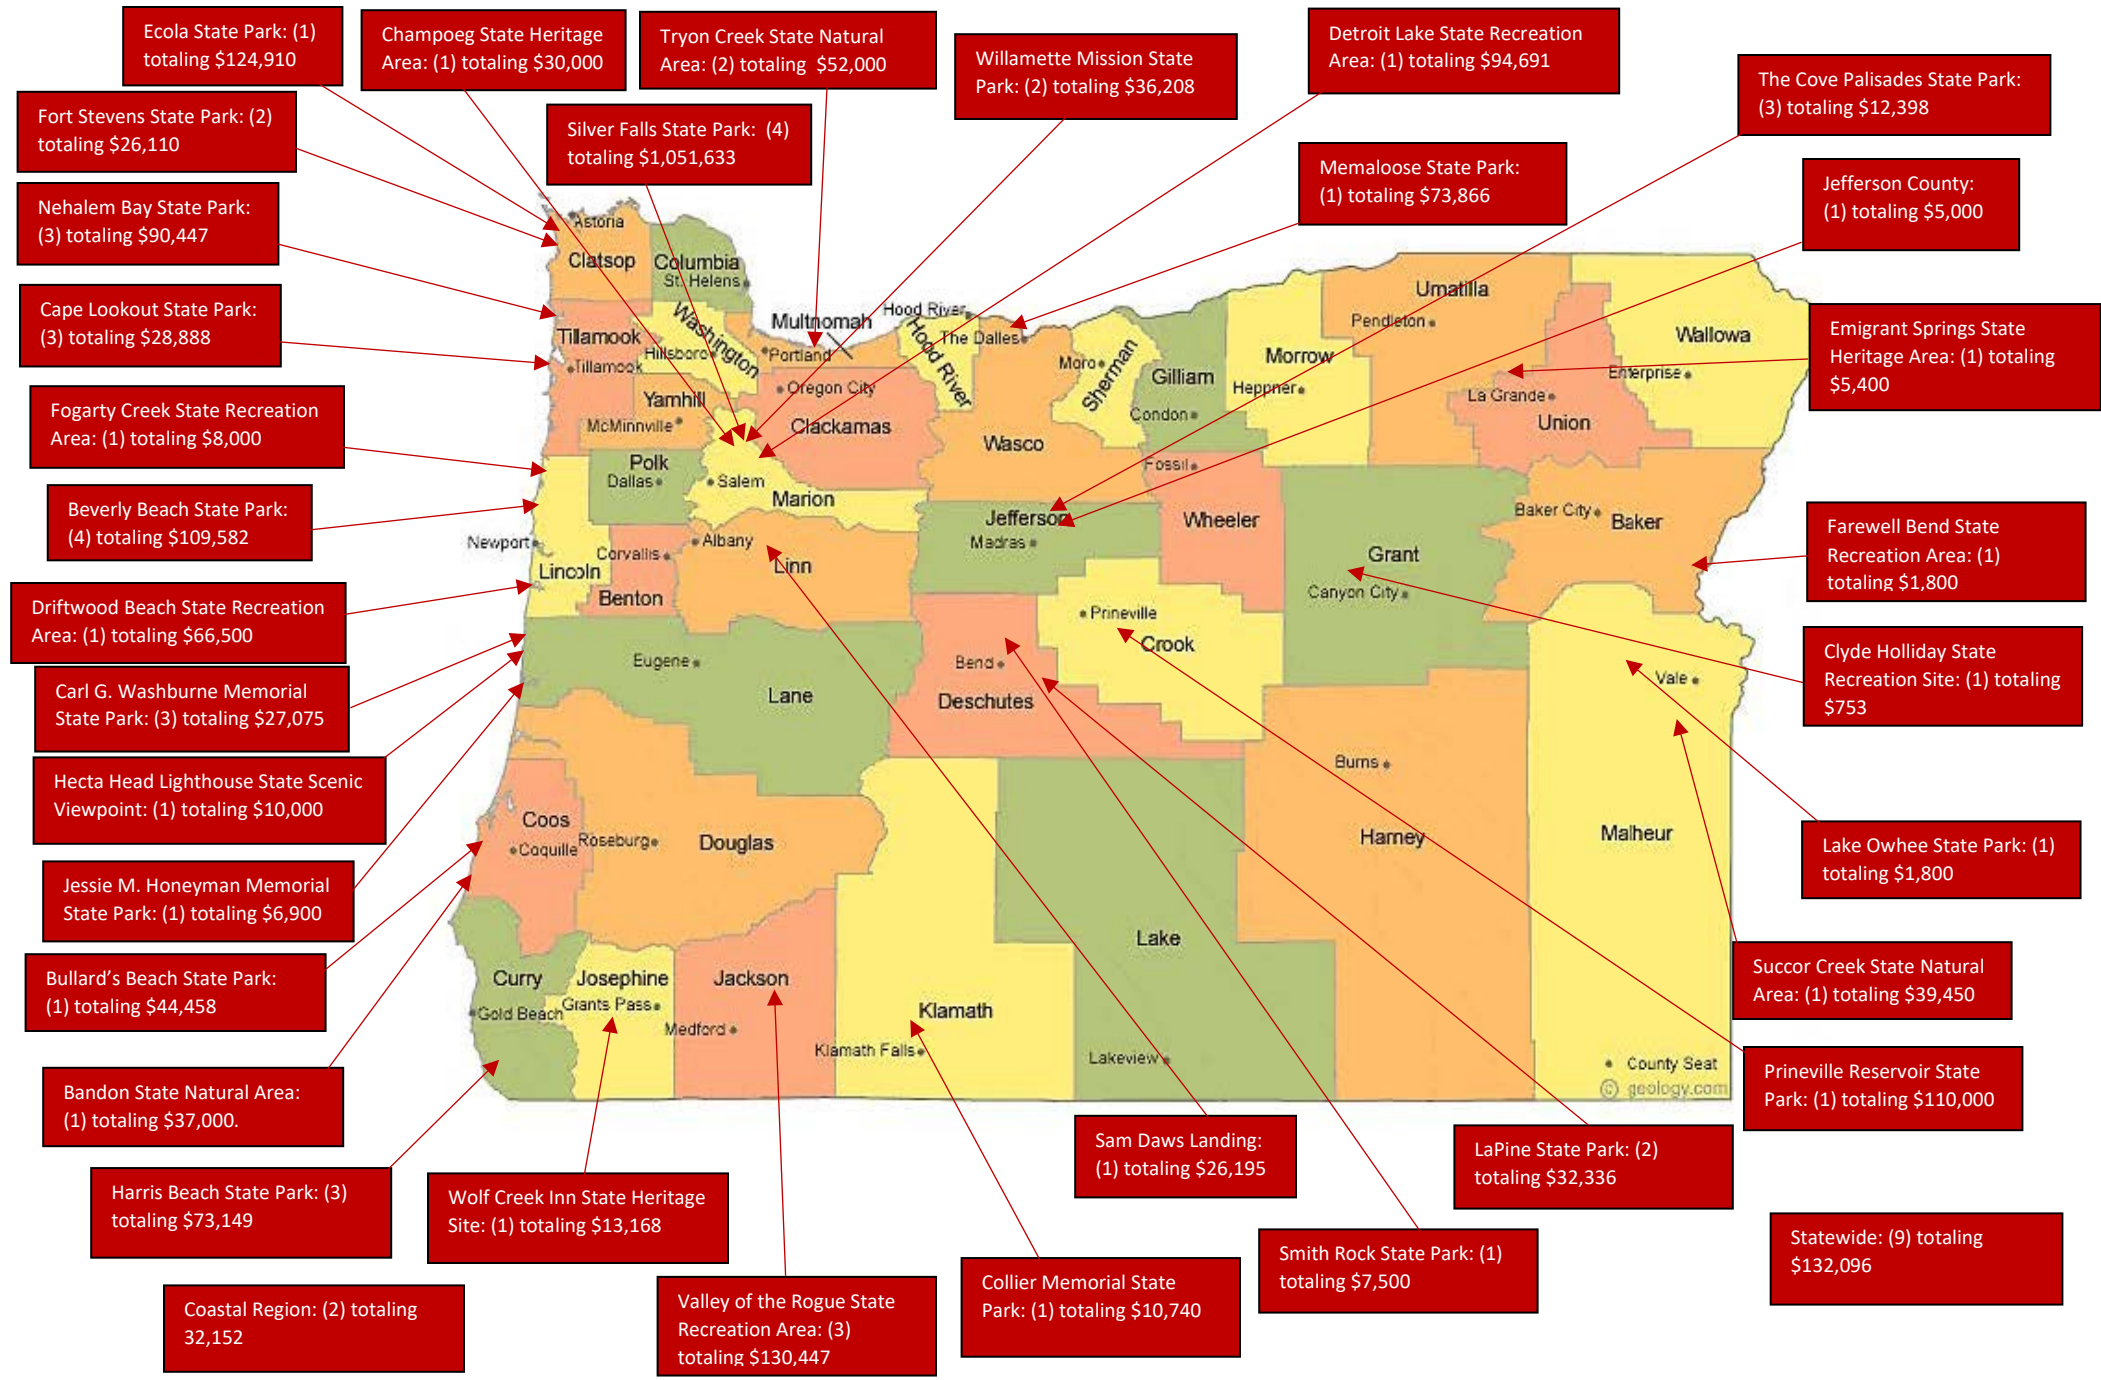 Ecola State Park: (1)
totaling $124,910
Champoeg State Heritage
Area: (1) totaling $30,000
Tryon Creek State Natural
Area: (2) totaling  $52,000
Willamette Mission State
Park: (2) totaling $36,208
Detroit Lake State Recreation
Area: (1) totaling $94,691
The Cove Palisades State Park:
(3) totaling $12,398
Fort Stevens State Park: (2)
totaling $26,110
Silver Falls State Park:  (4)
totaling $1,051,633
Memaloose State Park:
(1) totaling $73,866
Jefferson County:
(1) totaling $5,000
Nehalem Bay State Park:
(3) totaling $90,447
Cape Lookout State Park:
(3) totaling $28,888
Emigrant Springs State
Heritage Area: (1) totaling
$5,400
Fogarty Creek State Recreation
Area: (1) totaling $8,000
Beverly Beach State Park:
(4) totaling $109,582
Farewell Bend State
Recreation Area: (1)
totaling $1,800
Driftwood Beach State Recreation
Area: (1) totaling $66,500
Clyde Holliday State
Recreation Site: (1) totaling
$753
Carl G. Washburne Memorial
State Park: (3) totaling $27,075
Hecta Head Lighthouse State Scenic
Viewpoint: (1) totaling $10,000
Lake Owhee State Park: (1)
totaling $1,800
Jessie M. Honeyman Memorial
State Park: (1) totaling $6,900
Bullard's Beach State Park:
(1) totaling $44,458
Succor Creek State Natural
Area: (1) totaling $39,450
Bandon State Natural Area:
(1) totaling $37,000.
Prineville Reservoir State
Park: (1) totaling $110,000
Sam Daws Landing:
(1) totaling $26,195
LaPine State Park: (2)
totaling $32,336
Harris Beach State Park: (3)
totaling $73,149
Wolf Creek Inn State Heritage
Site: (1) totaling $13,168
Smith Rock State Park: (1)
totaling $7,500
Statewide: (9) totaling
$132,096
Coastal Region: (2) totaling
32,152
Valley of the Rogue State
Recreation Area: (3)
totaling $130,447
Collier Memorial State
Park: (1) totaling $10,740
Astoria
Clatsop
Columbia
St. Helens
Tillamook
Tillamook
Washington
Hillsboro
Multnomah
Portland
Hood River
Hood River
The Dalles
Oregon City
Clackamas
Yamhill
McMinnville
Wasco
Moro
Sherman
Gilliam
Condon
Morrow
Heppner
Umatilla
Pendleton
Wallowa
Enterprise
La Grande
Union
Polk
Dallas
Salem
Marion
Fossil
Wheeler
Jefferson
Madras
Baker City
Baker
Newport
Lincoln
Corvallis
Benton
Albany
Linn
Grant
Canyon City
Prineville
Crook
Eugene
Lane
Bend
Deschutes
Vale
Malheur
Burns
Harney
Coos
Coquille
Roseburg
Douglas
Lake
Lakeview
Curry
Gold Beach
Josephine
Grants Pass
Jackson
Medford
Klamath
Klamath Falls
County Seat
© geology.com